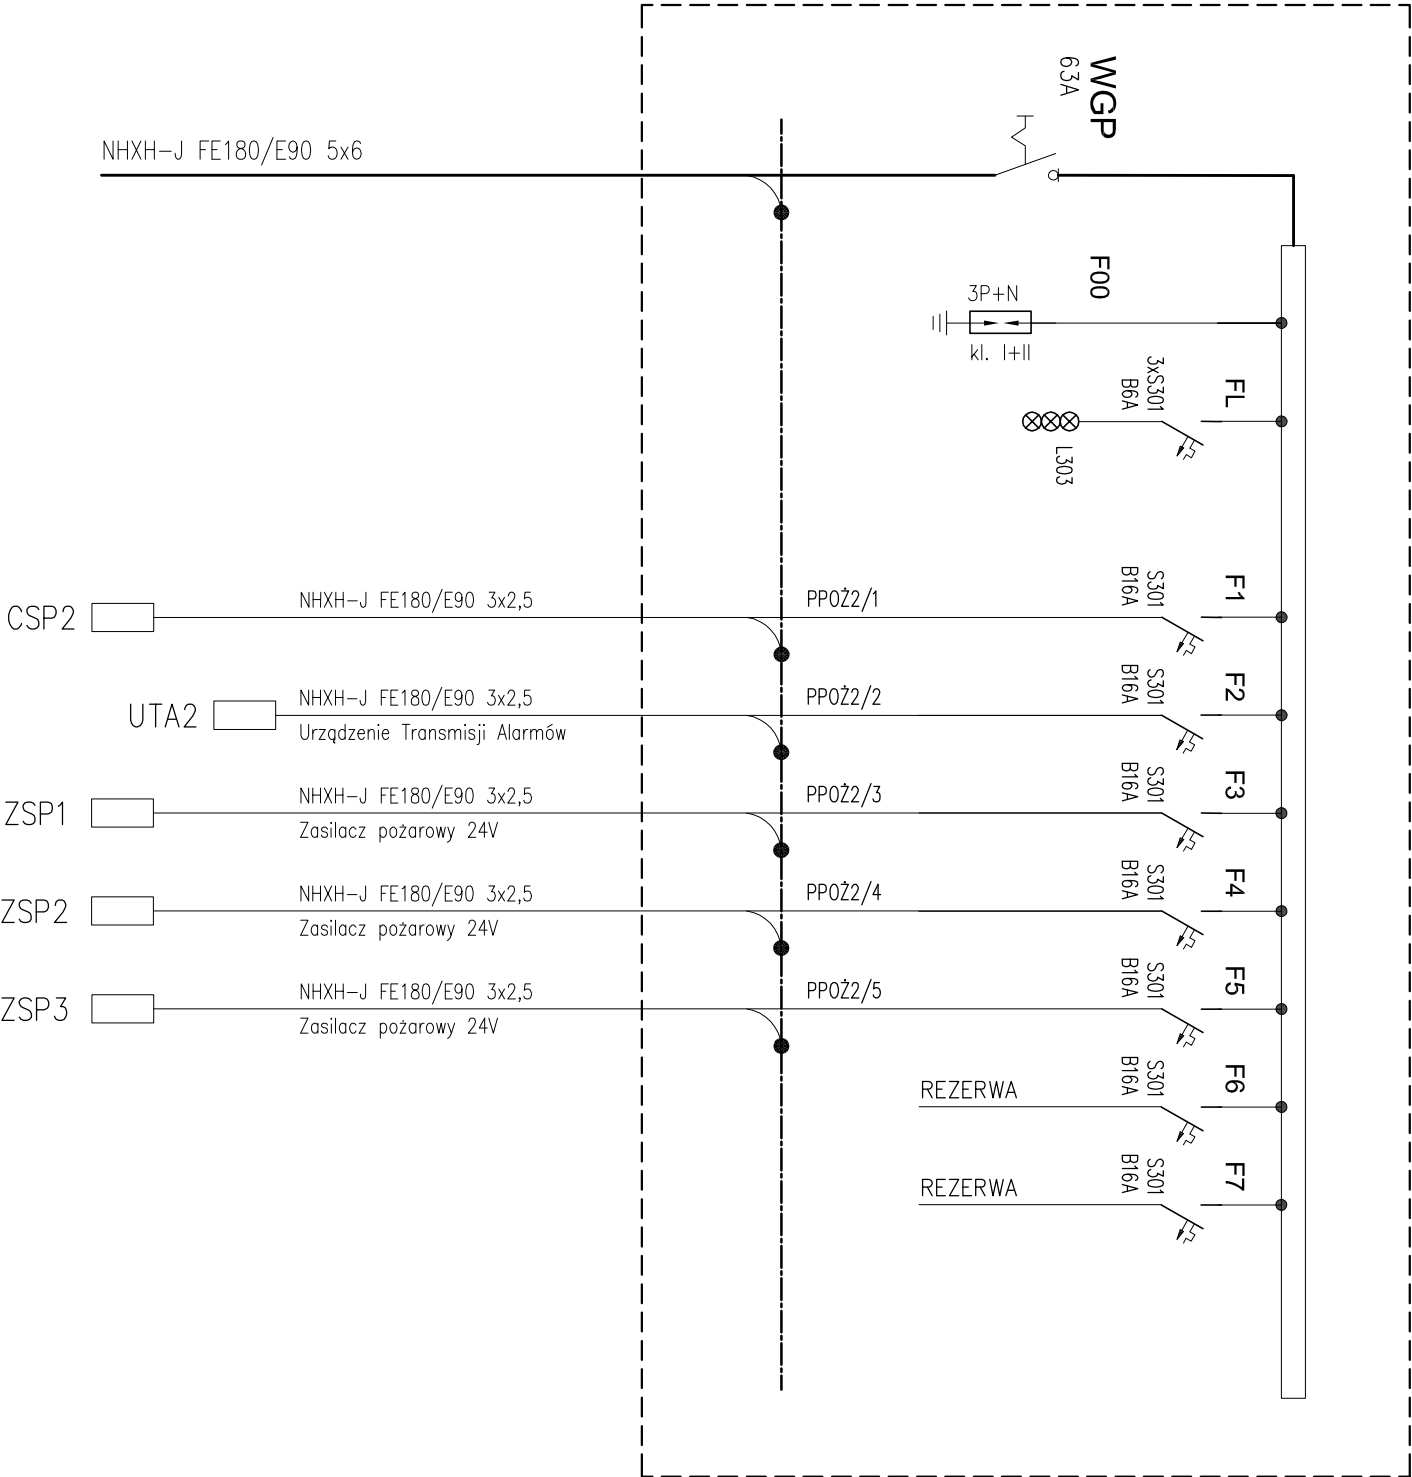 WGP
63A
NHXH-J FE180/E90 5x6
F00
3P+N
kl. I+II
FL
3xS301
B6A
L303
F1
S301
B16A
PPOŻ2/1
NHXH-J FE180/E90 3x2,5
CSP2
F2
S301
B16A
PPOŻ2/2
NHXH-J FE180/E90 3x2,5
Urządzenie Transmisji Alarmów
UTA2
F3
S301
B16A
PPOŻ2/3
NHXH-J FE180/E90 3x2,5
Zasilacz pożarowy 24V
ZSP1
F4
S301
B16A
PPOŻ2/4
NHXH-J FE180/E90 3x2,5
Zasilacz pożarowy 24V
ZSP2
F5
S301
B16A
PPOŻ2/5
NHXH-J FE180/E90 3x2,5
Zasilacz pożarowy 24V
ZSP3
F6
S301
B16A
REZERWA
F7
S301
B16A
REZERWA